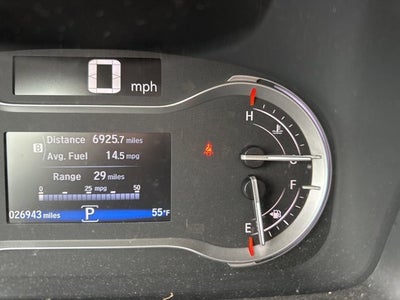 0 mph
H
Distance 6925.7 miles
B
Avg. Fuel 14.5 mpg
C
Range 29 miles
F
0 25 mpg 50
026943 miles P 55°F
E